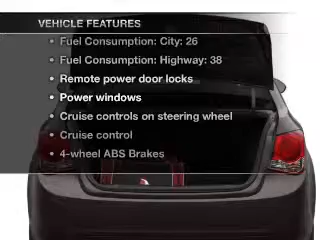 VEHICLE FEATURES
• Fuel Consumption: City: 26
• Fuel Consumption: Highway: 38
• Remote power door locks
• Power windows
• Cruise controls on steering wheel
• Cruise control
• 4-wheel ABS Brakes